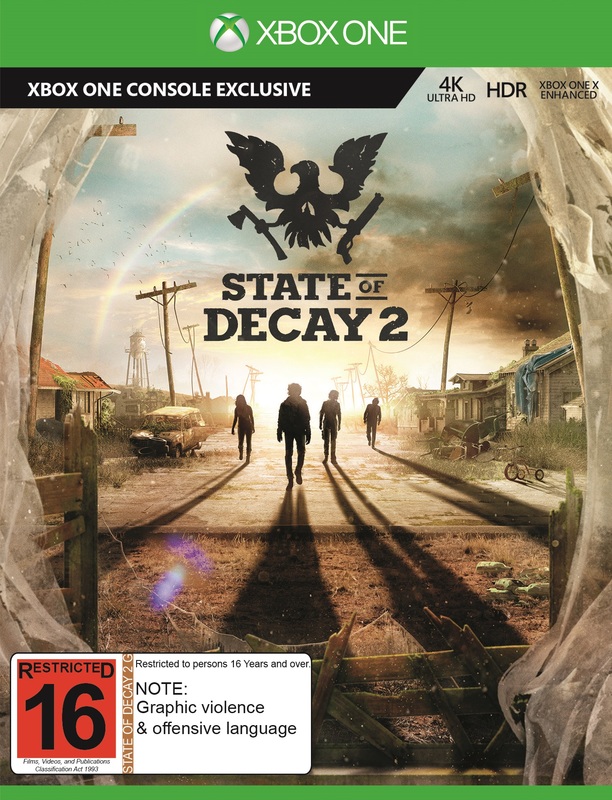 XBOX ONE
XBOX ONE CONSOLE EXCLUSIVE
4K
ULTRA HD
HDR
XBOX ONE X
ENHANCED
STATE OF
DECAY 2
RESTRICTED
16
Films, Videos, and Publications
Classification Act 1993
STATE OF DECAY 2 G
Restricted to persons 16 Years and over.
NOTE:
Graphic violence
& offensive language